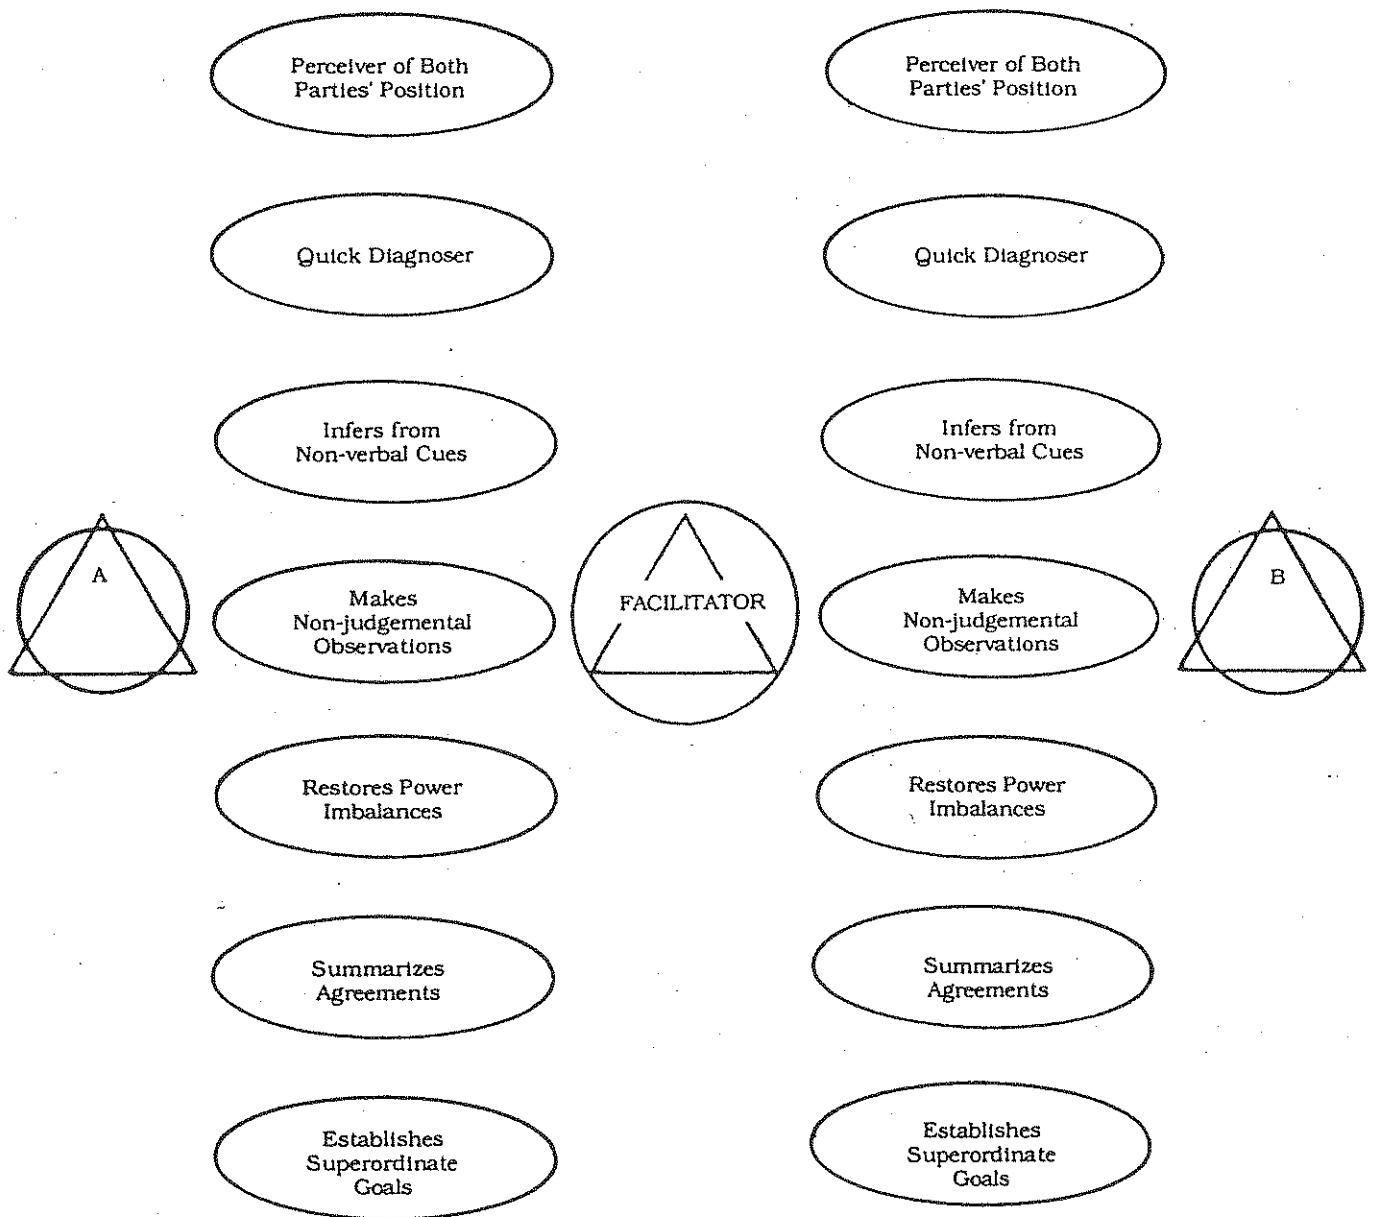 Perceiver of Both
Parties' Position
Perceiver of Both
Parties' Position
Quick Diagnoser
Quick Diagnoser
Infers from
Non-verbal Cues
Infers from
Non-verbal Cues
A
Makes
Non-judgemental
Observations
FACILITATOR
Makes
Non-judgemental
Observations
B
Restores Power
Imbalances
Restores Power
Imbalances
Summarizes
Agreements
Summarizes
Agreements
Establishes
Superordinate
Goals
Establishes
Superordinate
Goals